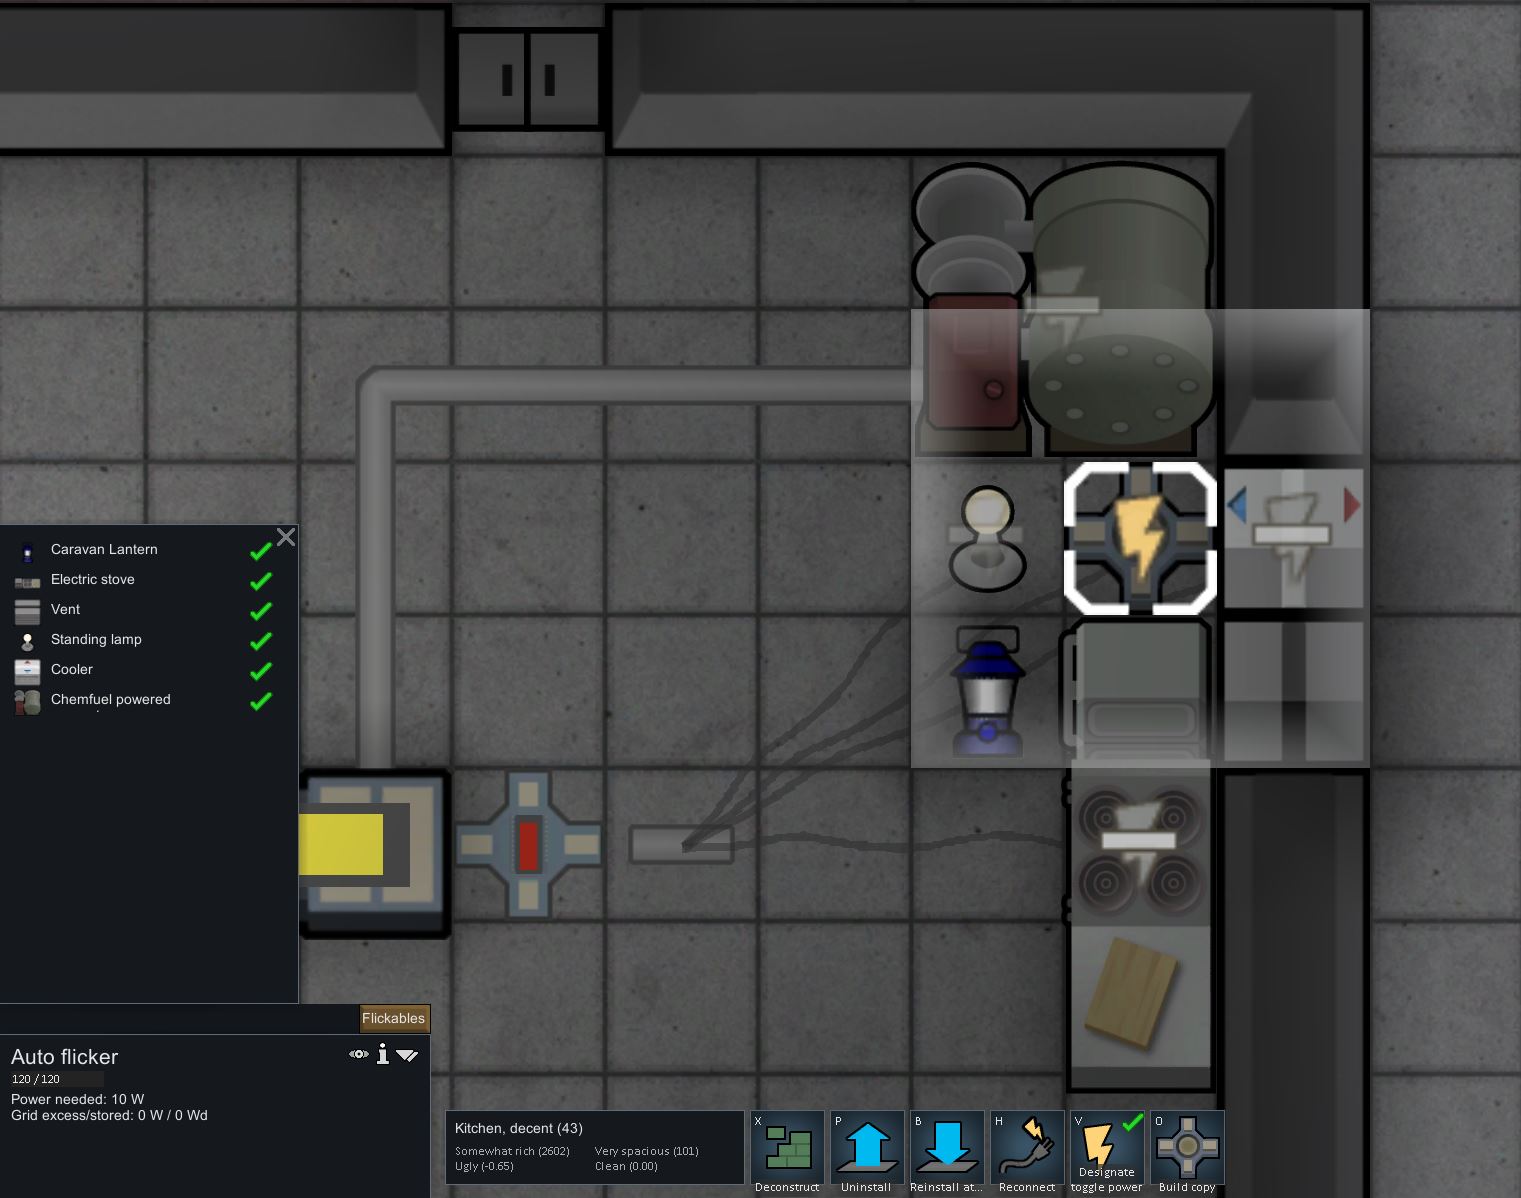 Caravan Lantern
Electric stove
Vent
Standing lamp
Cooler
Chemfuel powered
Flickables
Auto flicker
120 / 120
Power needed: 10 W
Grid excess/stored: 0 W / 0 Wd
Kitchen, decent (43)
Somewhat rich (2602) Very spacious (101)
Ugly (-0.65) Clean (0.00)
X P B H V O
Deconstruct Uninstall Reinstall at... Reconnect Designate toggle power Build copy